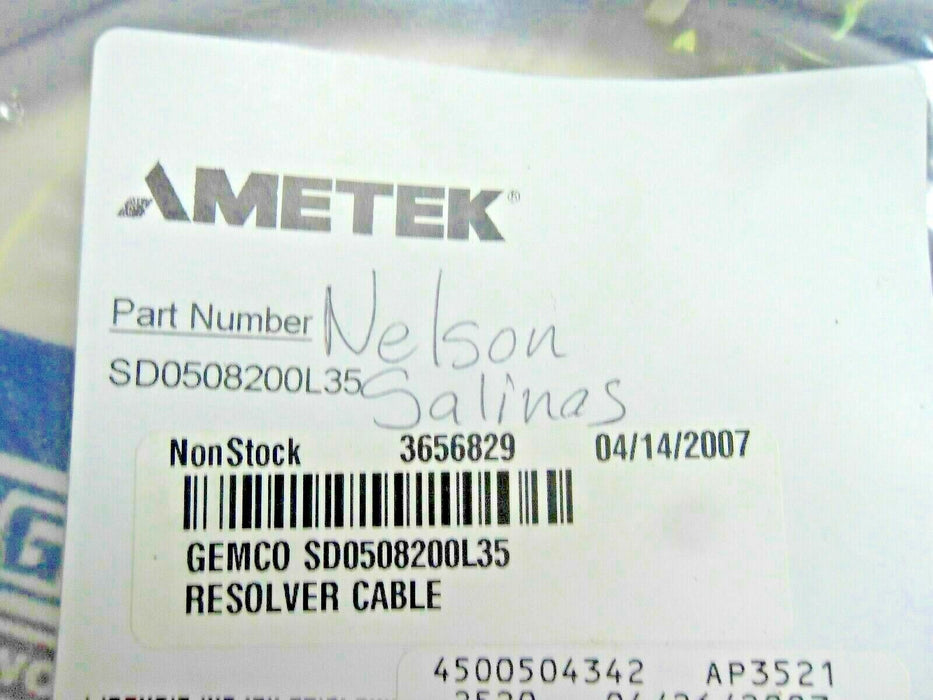 AMETEK®
Part Number Nelson
SD0508200L35 Salinas
NonStock 3656829 04/14/2007
GEMCO SD0508200L35
RESOLVER CABLE
4500504342 AP3521
G